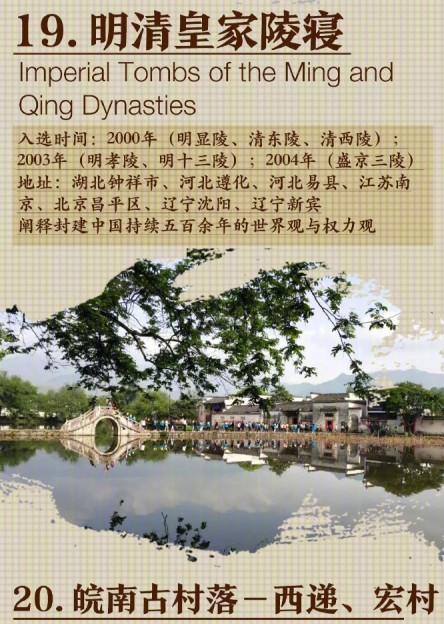 19. 明清皇家陵寝
Imperial Tombs of the Ming and
Qing Dynasties
入选时间：2000年（明显陵、清东陵、清西陵）；
2003年（明孝陵、明十三陵）；2004年（盛京三陵）
地址：湖北钟祥市、河北遵化、河北易县、江苏南
京、北京昌平区、辽宁沈阳、辽宁新宾
阐释封建中国持续五百余年的世界观与权力观
20. 皖南古村落－西递、宏村